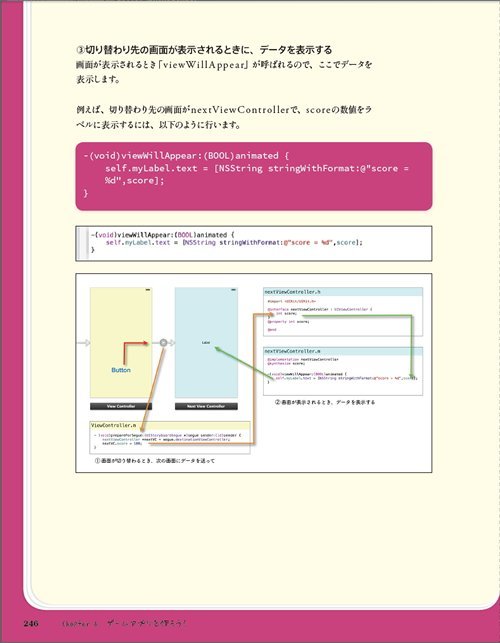 ③切り替わり先の画面が表示されるときに、データを表示する
画面が表示されるとき「viewWillAppear」が呼ばれるので、ここでデータを
表示します。
例えば、切り替わり先の画面がnextViewControllerで、scoreの数値をラ
ベルに表示するには、以下のように行います。
-(void)viewWillAppear:(BOOL)animated {
self.myLabel.text = [NSString stringWithFormat:@"score =
%d",score];
}
-(void)viewWillAppear:(BOOL)animated {
self.myLabel.text = [NSString stringWithFormat:@"score = %d",score];
}
Button
View Controller
Label
Next View Controller
nextViewController.h
#import <UIKit/UIKit.h>
@interface nextViewController : UIViewController {
int score;
}
@property int score;
@end
nextViewController.m
@implementation nextViewController
@synthesize score;
-(void)viewWillAppear:(BOOL)animated {
self.myLabel.text = [NSString stringWithFormat:@"score = %d",score];
}
②画面が表示されるとき、データを表示する
ViewController.m
- (void)prepareForSegue:(UIStoryboardSegue *)segue sender:(id)sender {
nextViewController *nextVC = segue.destinationViewController;
nextVC.score = 100;
}
①画面が切り替わるとき、次の画面にデータを送って
246
ゲームアプリを作ろう！